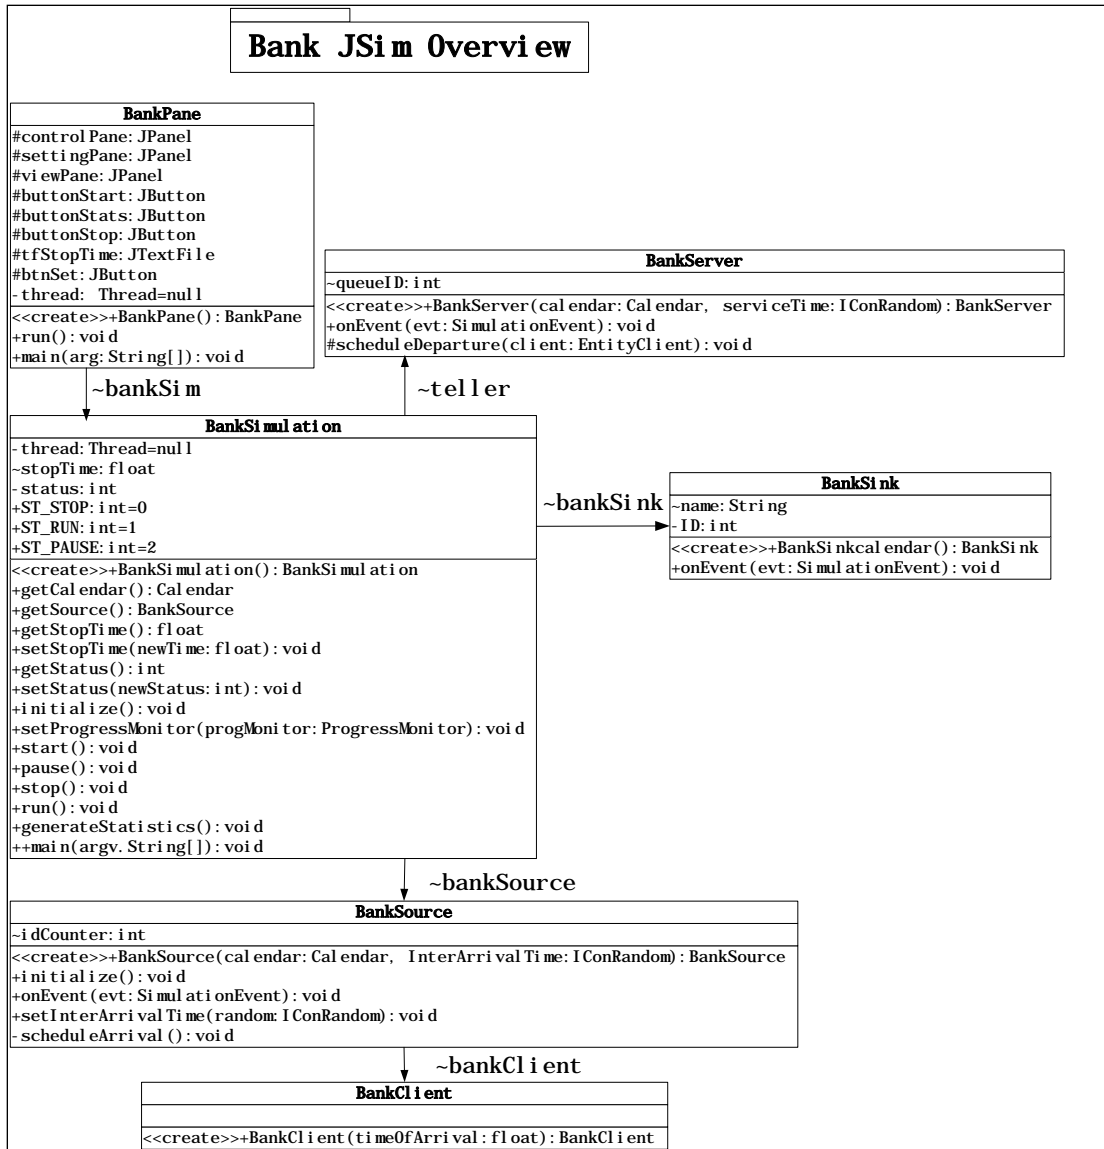 Bank JSim Overview
BankPane
#controlPane:JPanel
#settingPane:JPanel
#viewPane:JPanel
#buttonStart:JButton
#buttonStats:JButton
#buttonStop:JButton
#tfStopTime:JTextFile
#btnSet:JButton
-thread: Thread=null
<<create>>+BankPane():BankPane
+run():void
+main(arg:String[]):void
BankServer
~queueID:int
<<create>>+BankServer(calendar:Calendar, serviceTime:IConRandom):BankServer
+onEvent(evt:SimulationEvent):void
#scheduleDeparture(client:EntityClient):void
~bankSim
~teller
BankSimulation
-thread:Thread=null
~stopTime:float
-status:int
+ST_STOP:int=0
+ST_RUN:int=1
+ST_PAUSE:int=2
<<create>>+BankSimulation():BankSimulation
+getCalendar():Calendar
+getSource():BankSource
+getStopTime():float
+setStopTime(newTime:float):void
+getStatus():int
+setStatus(newStatus:int):void
+initialize():void
+setProgressMonitor(progMonitor:ProgressMonitor):void
+start():void
+pause():void
+stop():void
+run():void
+generateStatistics():void
++main(argv.String[]):void
~bankSink
BankSink
~name:String
-ID:int
<<create>>+BankSinkcalendar():BankSink
+onEvent(evt:SimulationEvent):void
~bankSource
BankSource
~idCounter:int
<<create>>+BankSource(calendar:Calendar, InterArrivalTime:IConRandom):BankSource
+initialize():void
+onEvent(evt:SimulationEvent):void
+setInterArrivalTime(random:IConRandom):void
-scheduleArrival():void
~bankClient
BankClient
<<create>>+BankClient(timeOfArrival:float):BankClient